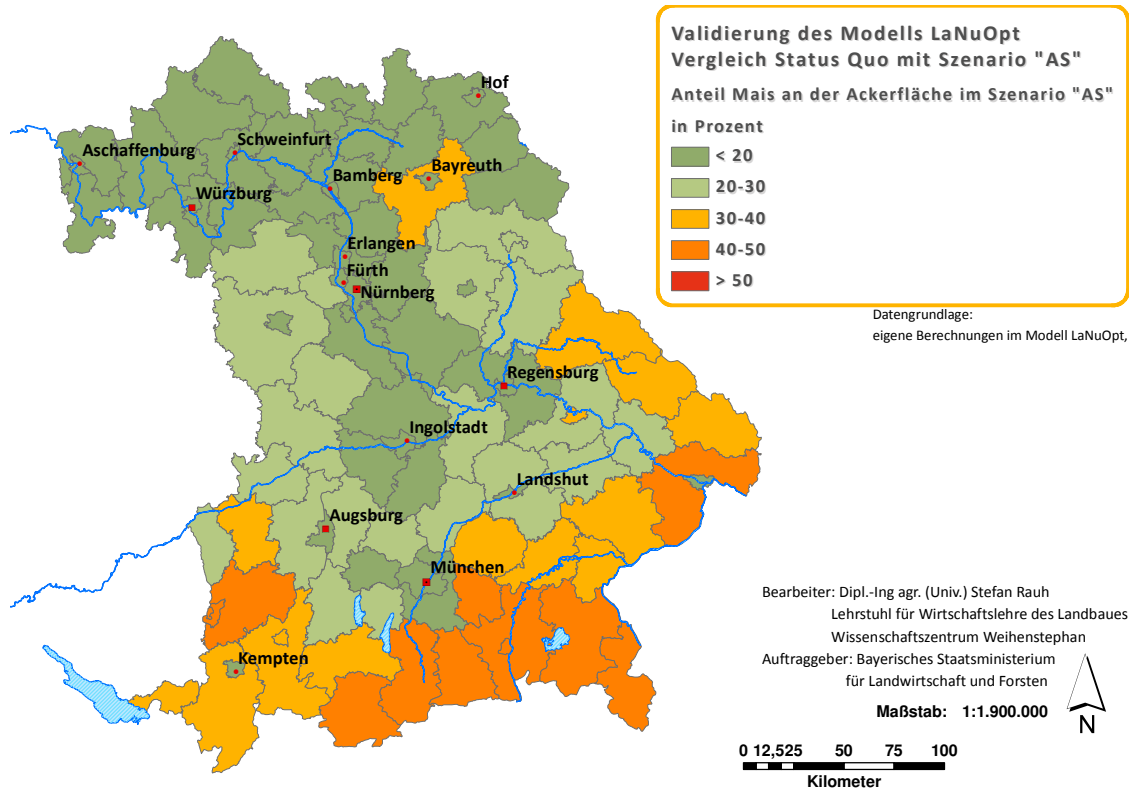 Validierung des Modells LaNuOpt
Vergleich Status Quo mit Szenario "AS"
Anteil Mais an der Ackerfläche im Szenario "AS"
in Prozent
< 20
20-30
30-40
40-50
> 50
Datengrundlage:
eigene Berechnungen im Modell LaNuOpt,
Hof
Aschaffenburg
Schweinfurt
Bayreuth
Bamberg
Würzburg
Erlangen
Fürth
Nürnberg
Regensburg
Ingolstadt
Landshut
Augsburg
München
Kempten
Bearbeiter: Dipl.-Ing agr. (Univ.) Stefan Rauh
Lehrstuhl für Wirtschaftslehre des Landbaues
Wissenschaftszentrum Weihenstephan
Auftraggeber: Bayerisches Staatsministerium
für Landwirtschaft und Forsten
Maßstab: 1:1.900.000
N
0 12,525 50 75 100
Kilometer